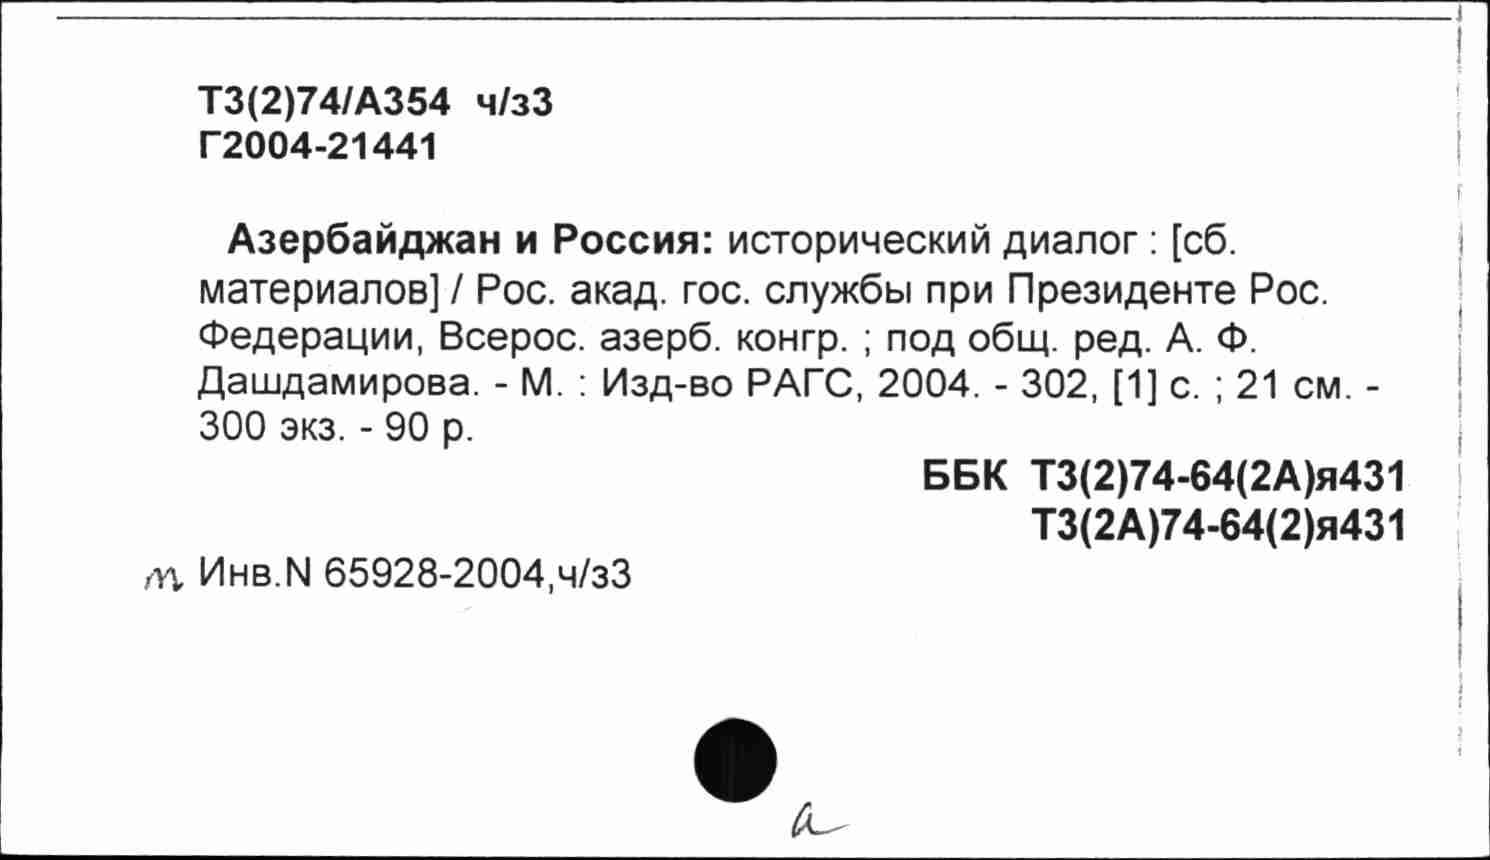 Т3(2)74/А354 ч/з3
Г2004-21441
Азербайджан и Россия: исторический диалог : [сб.
материалов] / Рос. акад. гос. службы при Президенте Рос.
Федерации, Всерос. азерб. конгр. ; под общ. ред. А. Ф.
Дашдамирова. - М. : Изд-во РАГС, 2004. - 302, [1] с. ; 21 см. -
300 экз. - 90 р.
ББК Т3(2)74-64(2А)я431
Т3(2А)74-64(2)я431
т Инв.N 65928-2004,ч/з3
а